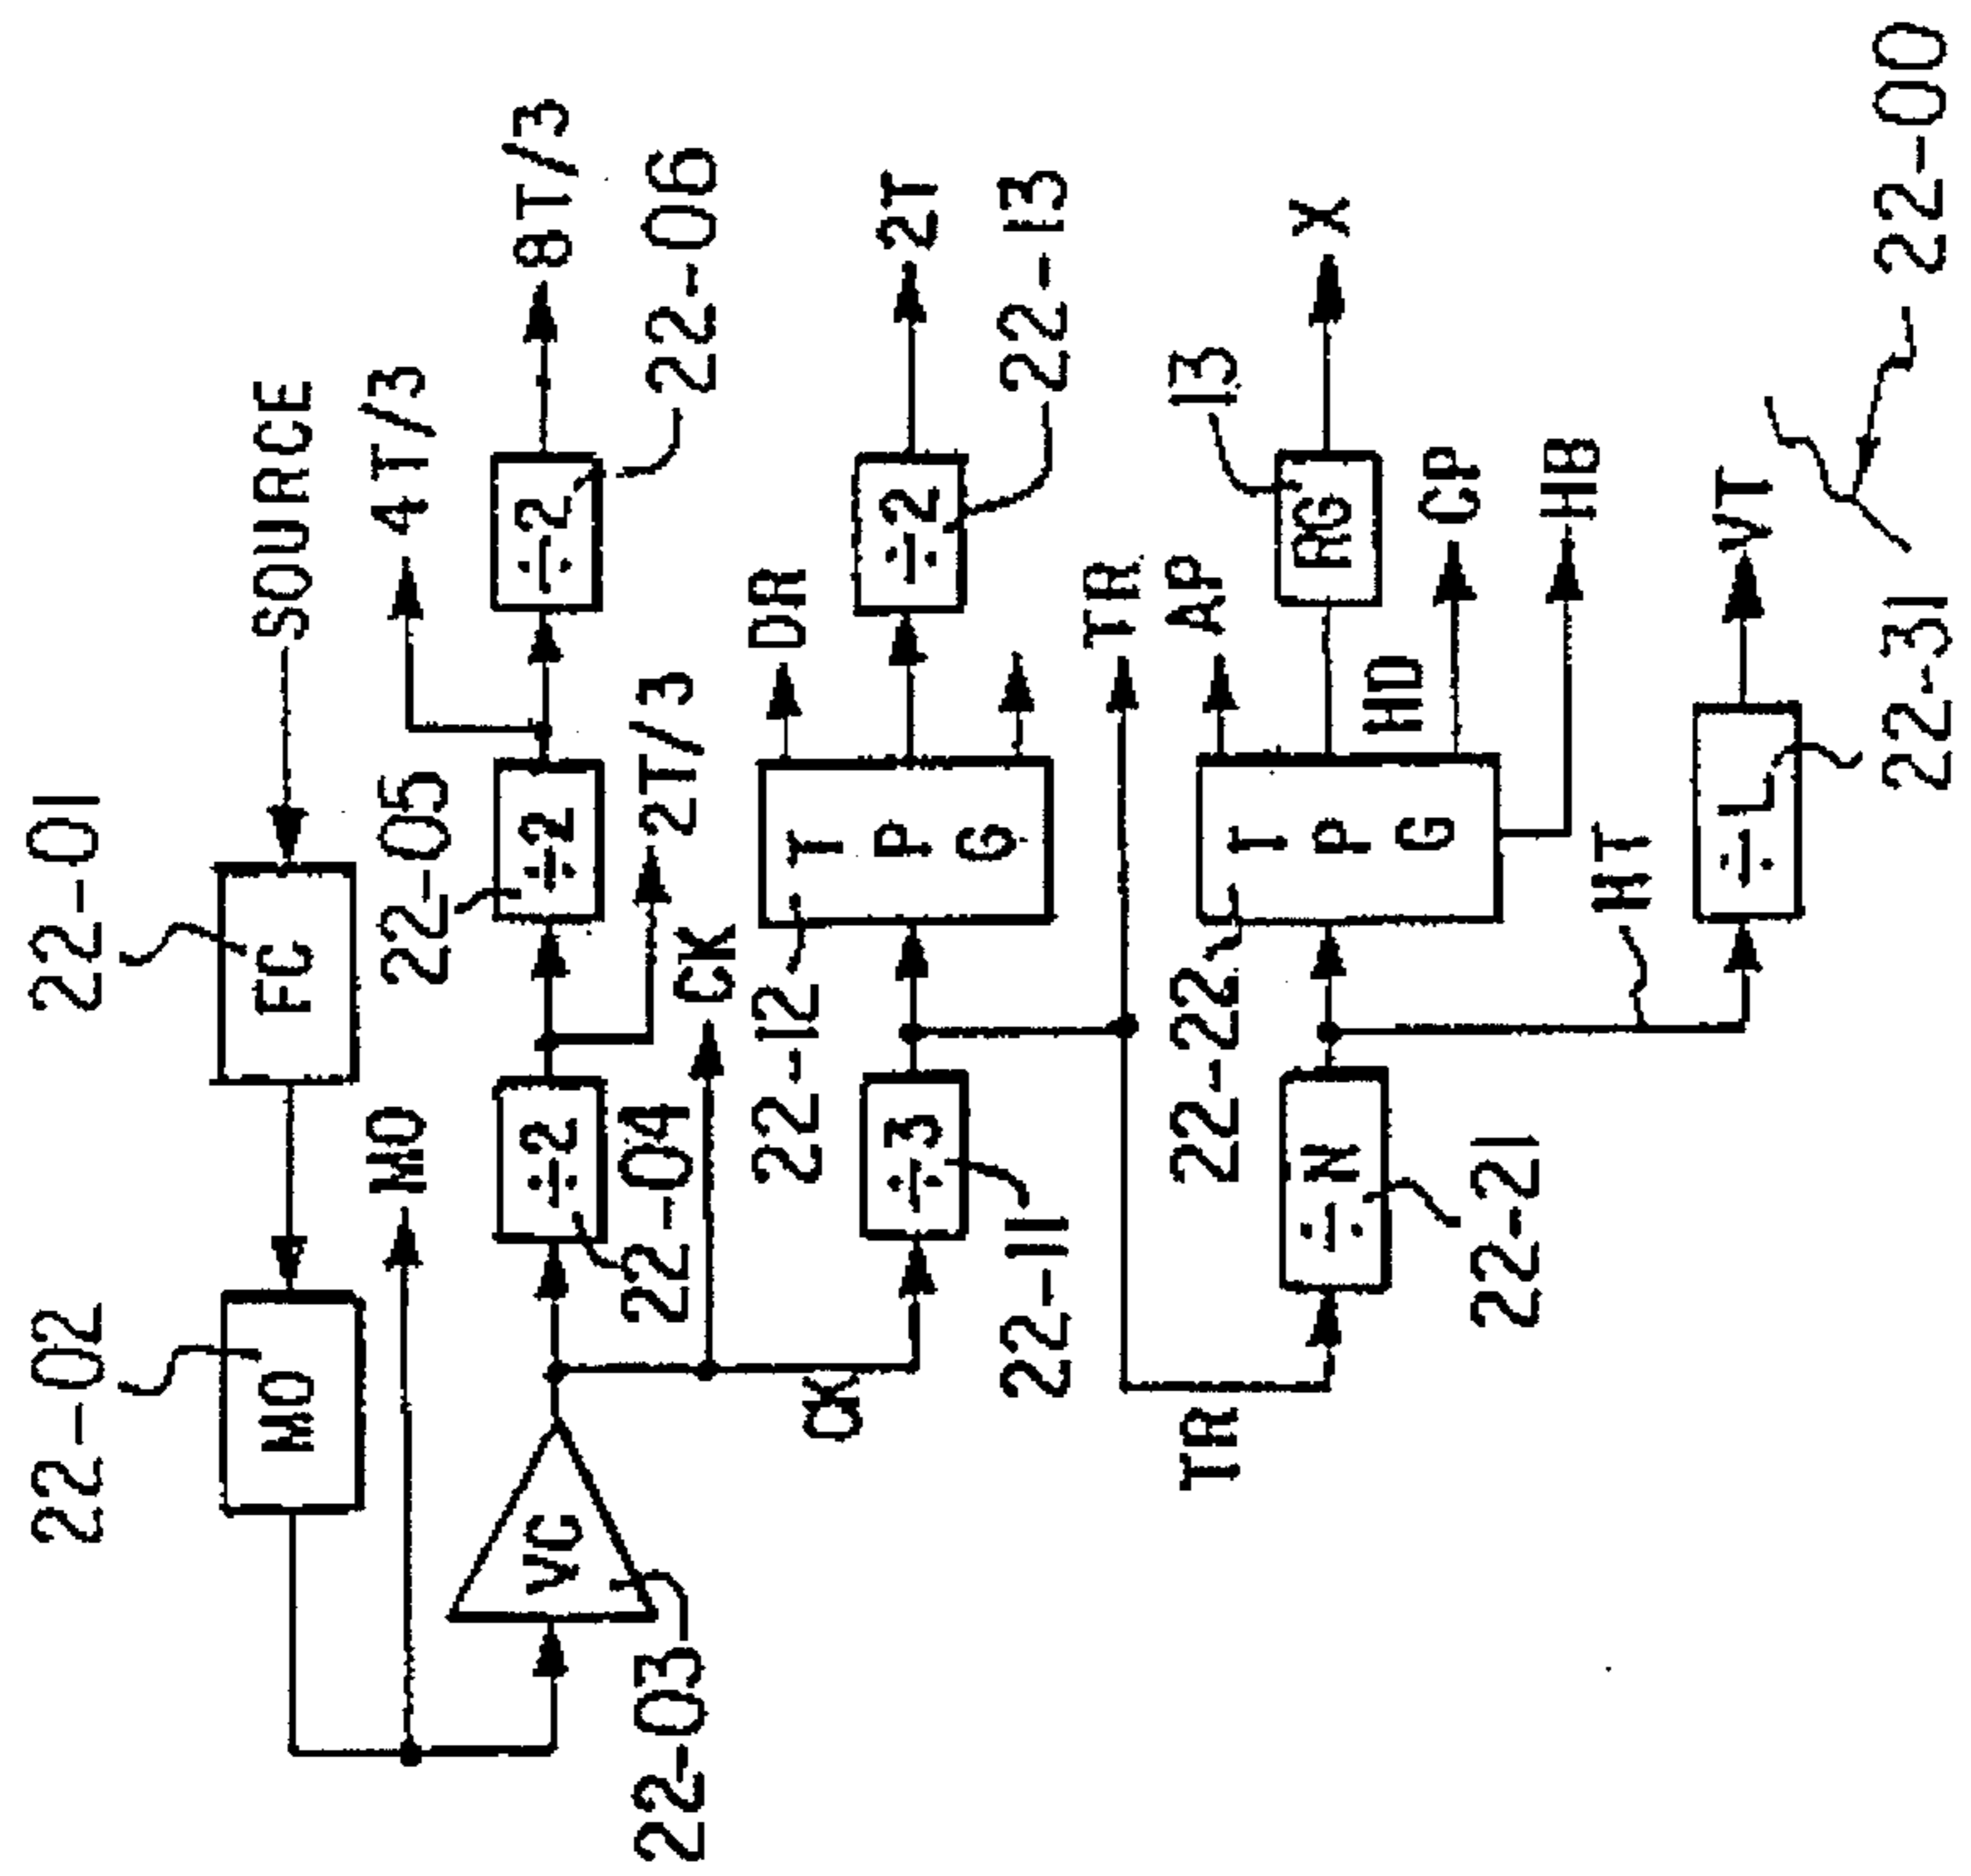 22-02
22-01
MO
FC
SOURCE
MO
22-05
4T/3
VC
÷2
÷2
÷2
8T/3
22-03
22-04
2T/3
22-06
CK
22-12
DR
α
÷3
TPG
÷2
2T
22-11
22-13
TR
TR
22-22
AP
13
÷N
TPG
RG
X
HD
CP
22-21
HB
HT
÷L
VT
22-31
22-00